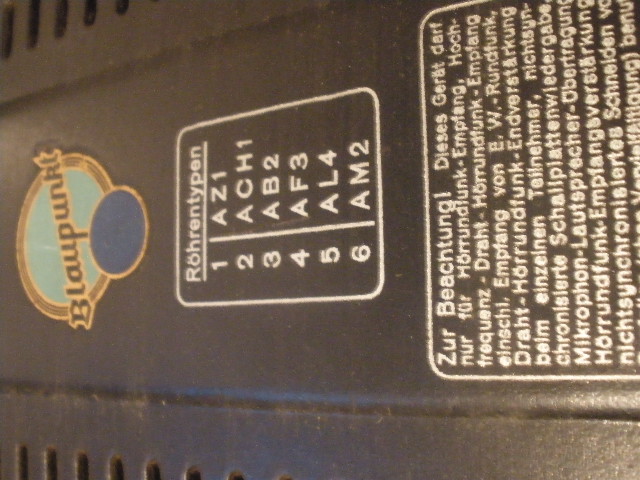 Blaupunkt
Röhrentypen
1 AZ1
2 ACH1
3 AB2
4 AF3
5 AL4
6 AM2
Zur Beachtung! Dieses Gerät darf
nur für Hörrundfunk-Empfang, Hoch-
frequenz-Draht-Hörrundfunk-Empfang
einschl. Empfang von E. W.-Rundfunk,
Draht-Hörrundfunk-Endverstärkung
beim einzelnen Teilnehmer, nichtsyn-
chronisierte Schallplattenwiedergabe,
Mikrophon-Lautsprecher-Übertragung
Hörrundfunk-Empfangsverstärkung
nichtsynchronisiertes Schneiden